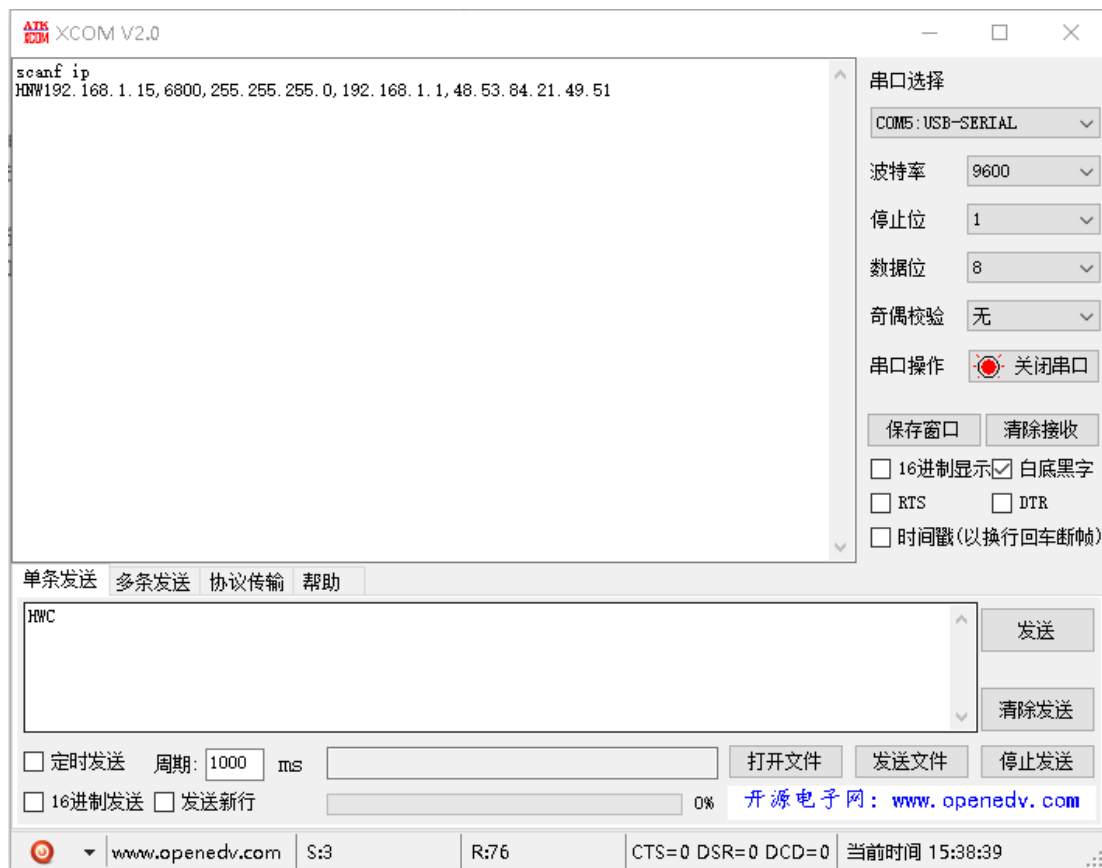 ATK XCOM XCOM V2.0
scanf ip
HNW192.168.1.15,6800,255.255.255.0,192.168.1.1,48.53.84.21.49.51
串口选择
COM5:USB-SERIAL
波特率 9600
停止位 1
数据位 8
奇偶校验 无
串口操作 关闭串口
保存窗口 清除接收
16进制显示 白底黑字
RTS DTR
时间戳(以换行回车断帧)
单条发送 多条发送 协议传输 帮助
HWC
发送
清除发送
定时发送 周期: 1000 ms 打开文件 发送文件 停止发送
16进制发送 发送新行 0% 开源电子网: www.openedv.com
www.openedv.com S:3 R:76 CTS=0 DSR=0 DCD=0 当前时间 15:38:39